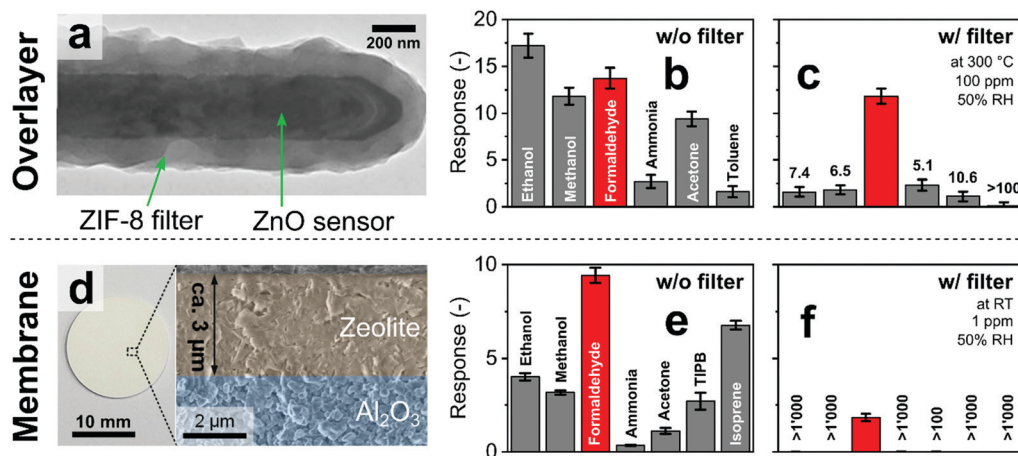 Overlayer
a
200 nm
ZIF-8 filter
ZnO sensor
Response (-)
20
15
10
5
0
w/o filter
b
Ethanol
Methanol
Formaldehyde
Ammonia
Acetone
Toluene
c
w/ filter
at 300 °C
100 ppm
50% RH
7.4
6.5
5.1
10.6
>100
Membrane
d
10 mm
ca. 3 µm
Zeolite
Al2O3
2 µm
Response (-)
10
5
0
w/o filter
e
Ethanol
Methanol
Formaldehyde
Ammonia
Acetone
TIPB
Isoprene
f
w/ filter
at RT
1 ppm
50% RH
>1'000
>1'000
>1'000
>100
>1'000
>1'000